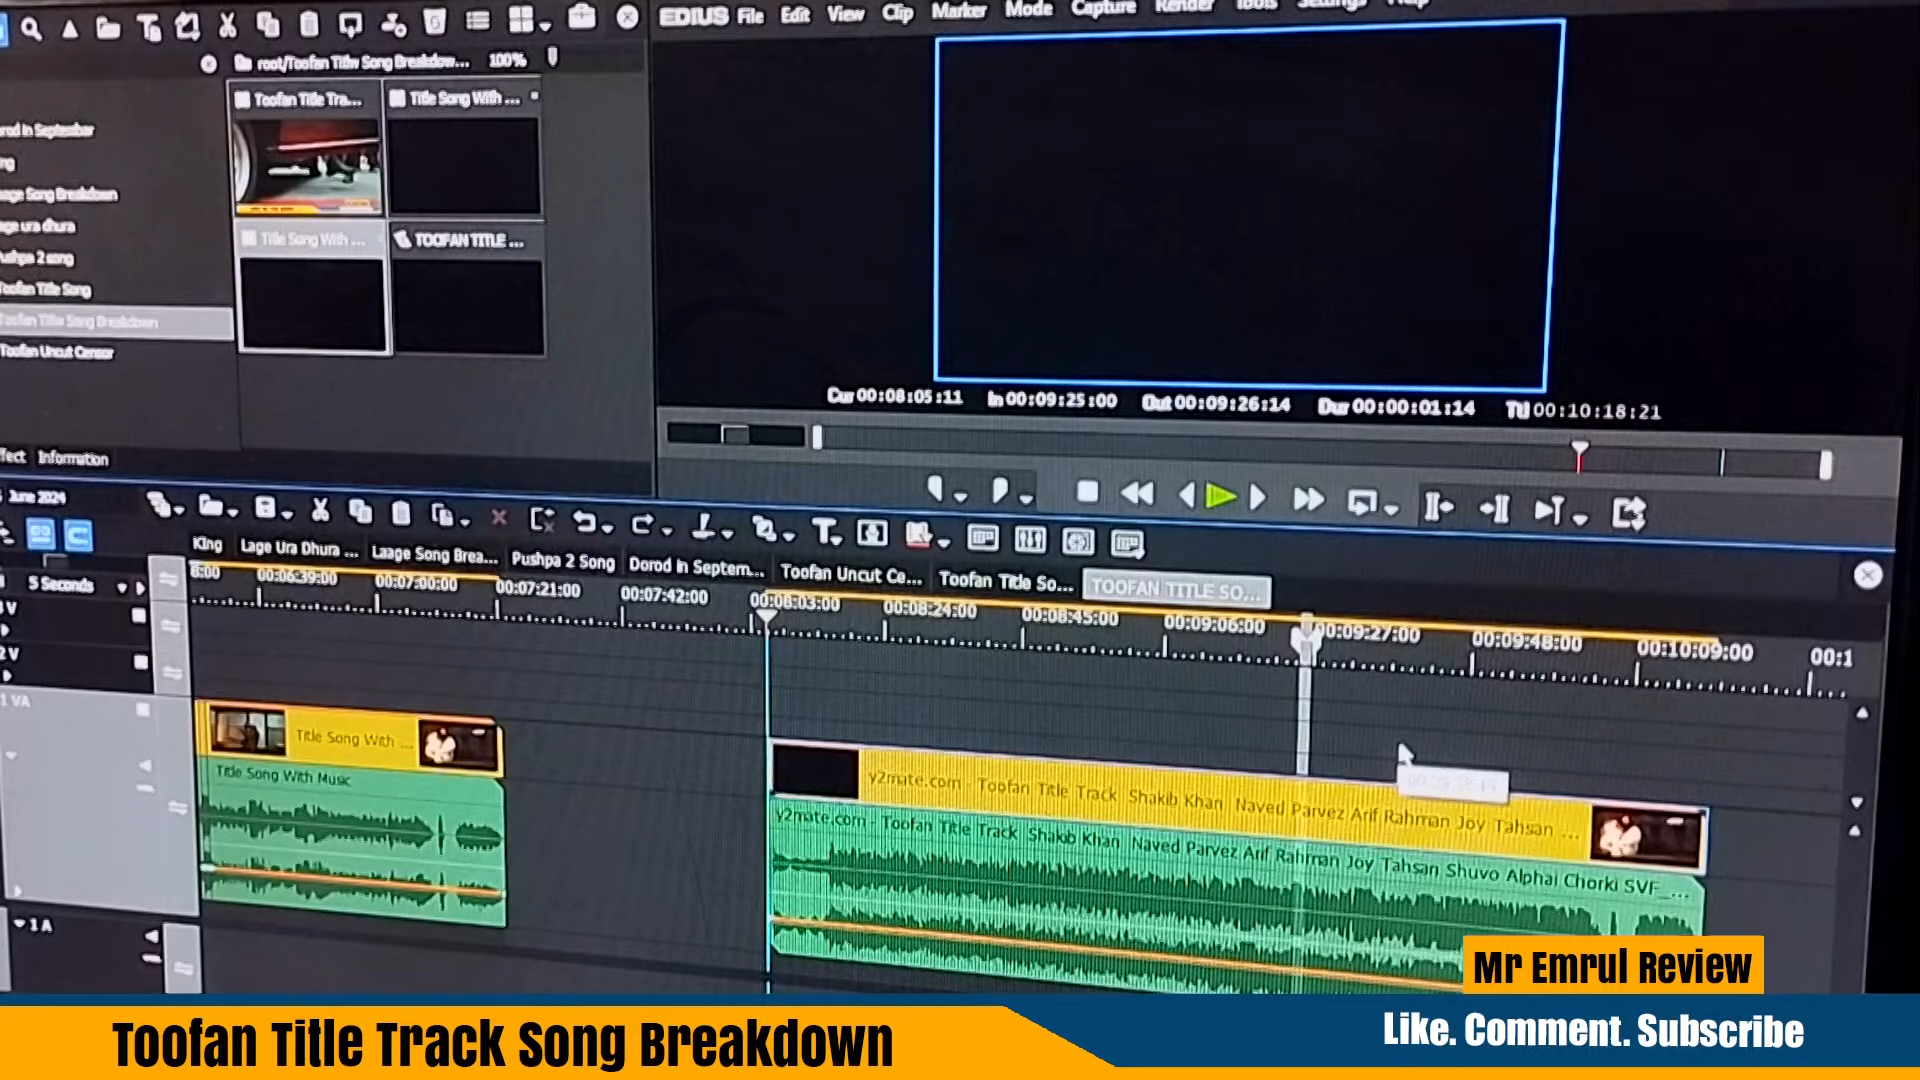 EDIUS File Edit View Clip Marker Mode Capture Render Tools Settings Help
root/Toofan Title Song Breakdow... 100%
Toofan Title Tra...
Title Song With ...
Title Song With ...
TOOFAN TITLE ...
rod in September
ng
age Song Breakdown
ge ura dhura
ushpa 2 song
Toofan Title Song
Toofan Title Song Breakdown
Toofan Uncut Censor
ffect Information
Cur 00:08:05:11 In 00:09:25:00 Out 00:09:26:14 Dur 00:00:01:14 Ttl 00:10:18:21
June 2024
King
Lage Ura Dhura ...
Laage Song Brea...
Pushpa 2 Song
Dorod in Septem...
Toofan Uncut Ce...
Toofan Title So...
TOOFAN TITLE SO...
5 Seconds
8:00 00:06:39:00 00:07:00:00 00:07:21:00 00:07:42:00 00:08:03:00 00:08:24:00 00:08:45:00 00:09:06:00 00:09:27:00 00:09:48:00 00:10:09:00 00:1
V
2 V
1 VA
Title Song With ...
Title Song With Music
y2mate.com - Toofan Title Track Shakib Khan Naved Parvez Arif Rahman Joy Tahsan ...
y2mate.com - Toofan Title Track Shakib Khan Naved Parvez Arif Rahman Joy Tahsan Shuvo Alphai Chorki SVF_...
1 A
Mr Emrul Review
Toofan Title Track Song Breakdown
Like. Comment. Subscribe